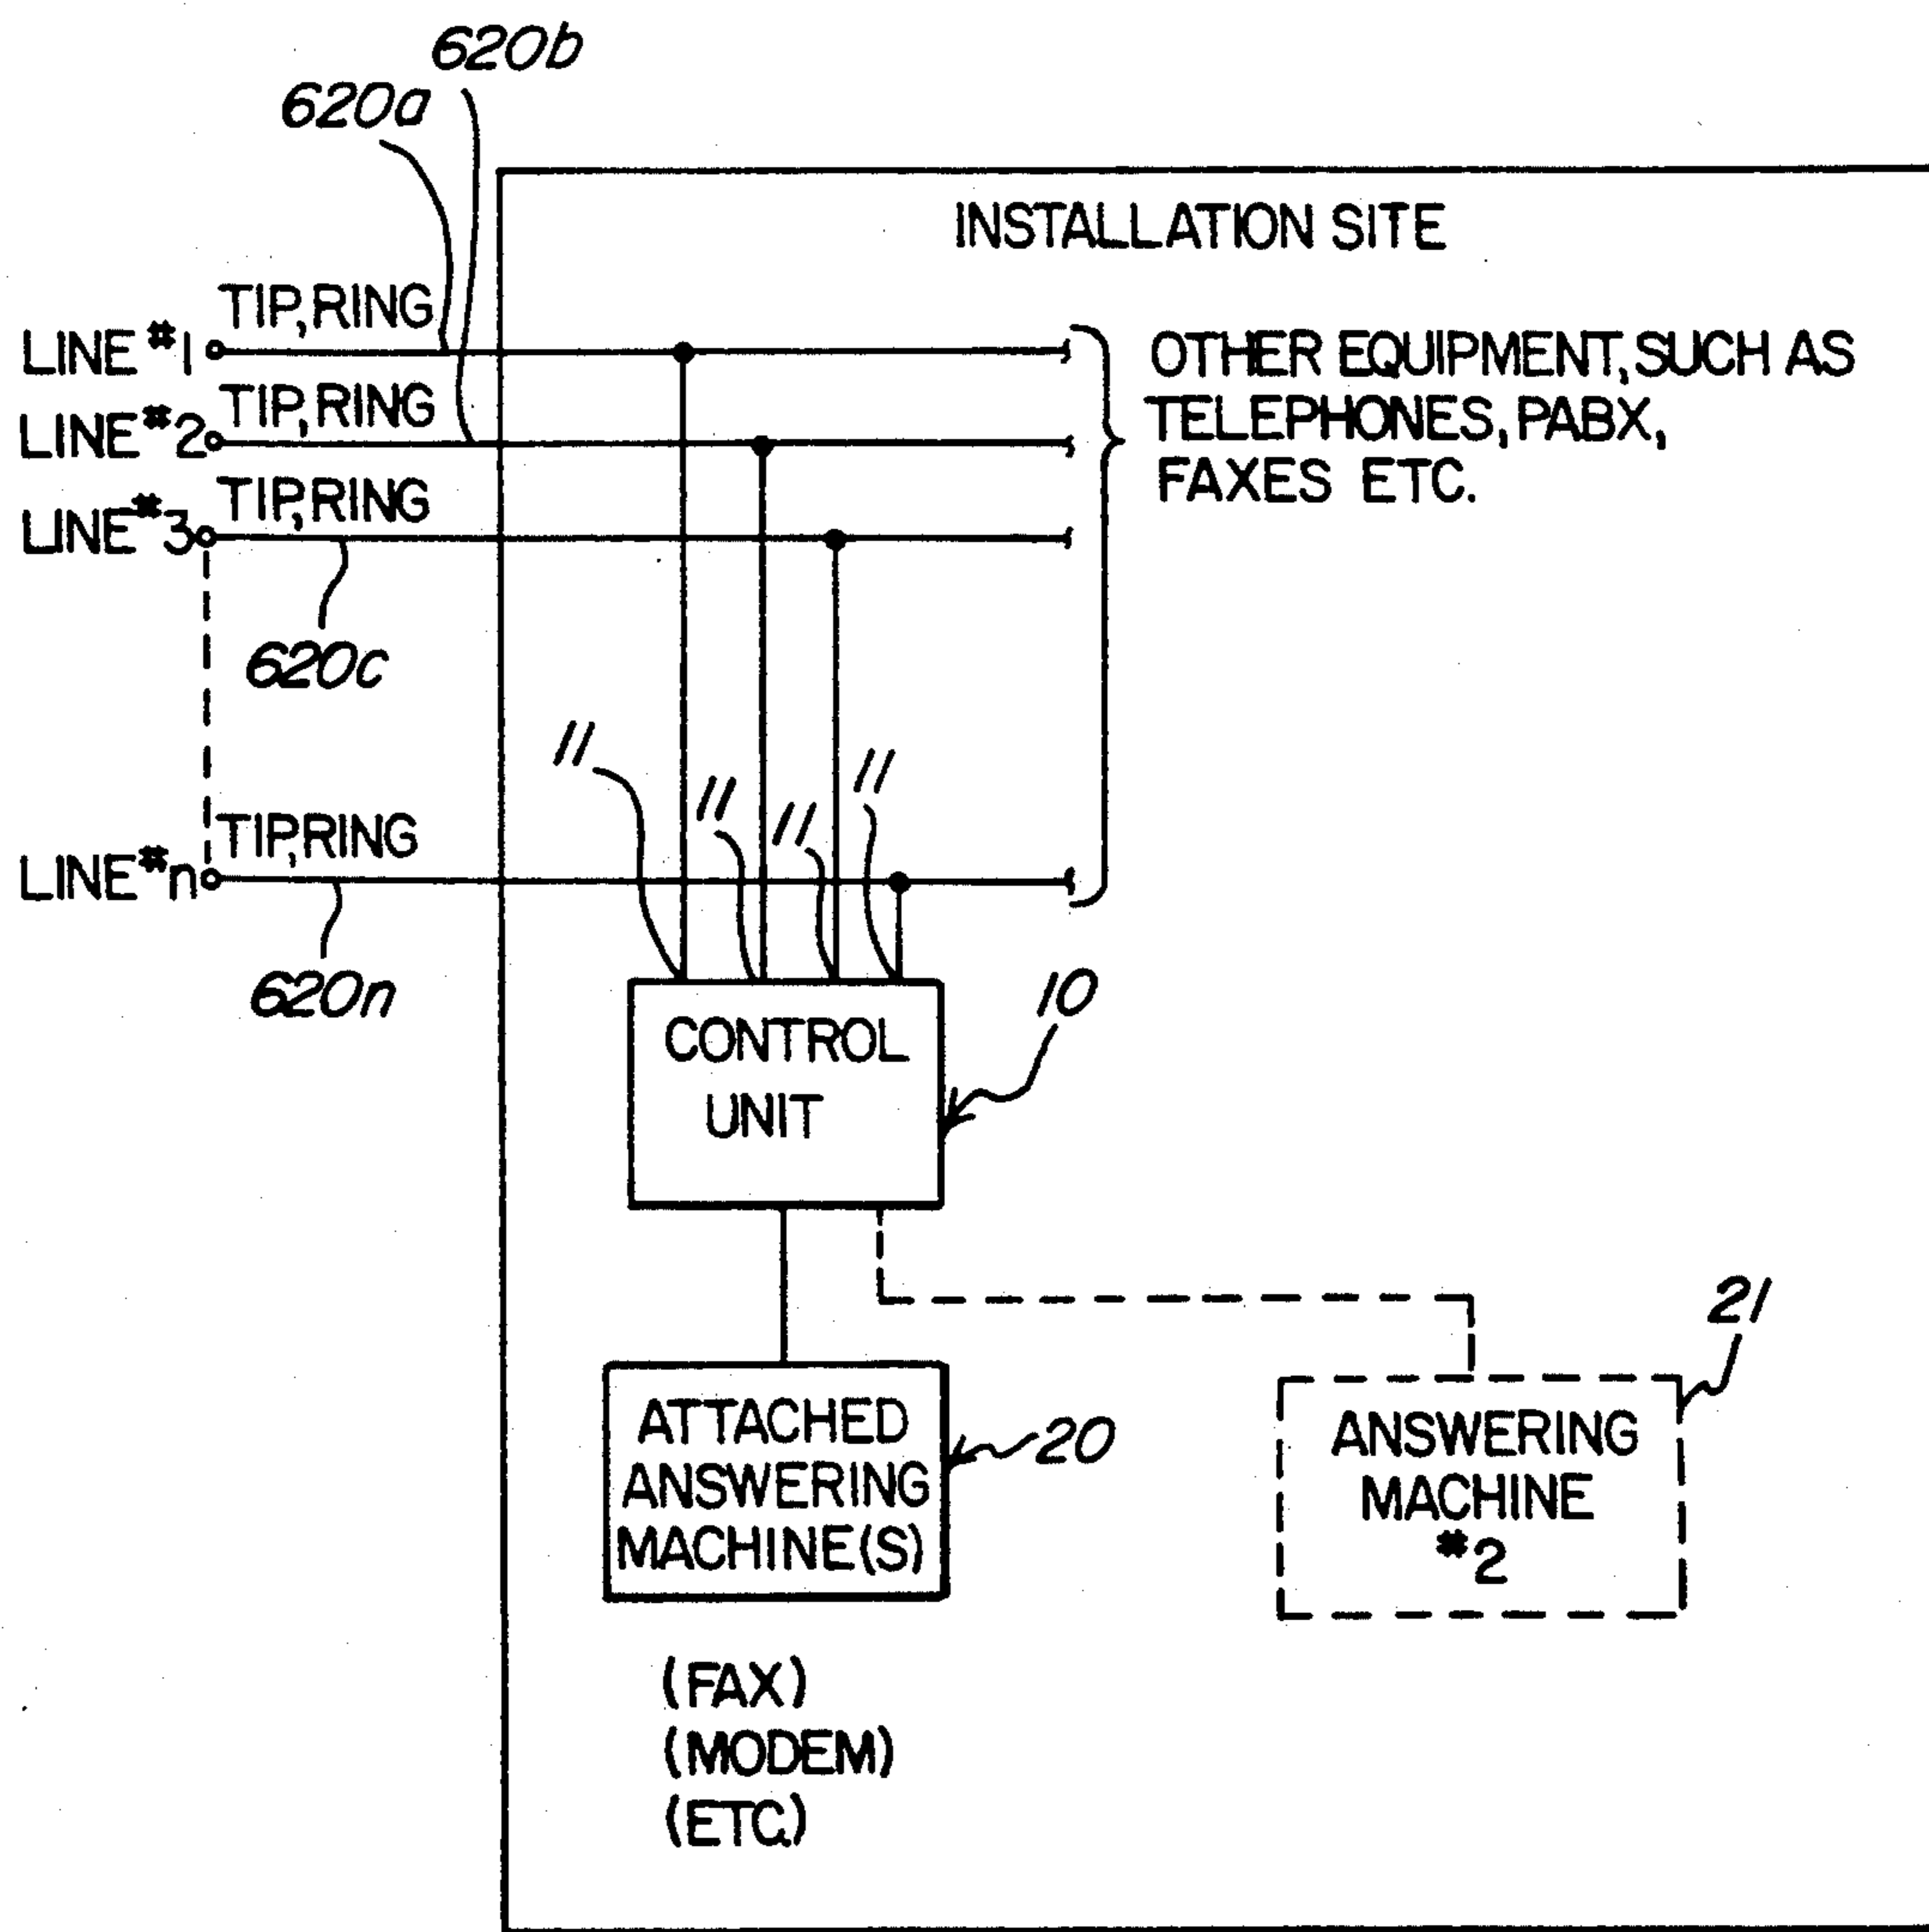 620b
620a
INSTALLATION SITE
TIP, RING
LINE #1
OTHER EQUIPMENT, SUCH AS
TELEPHONES, PABX,
FAXES ETC.
TIP, RING
LINE #2
TIP, RING
LINE #3
620c
11
11
11
11
TIP, RING
LINE #n
620n
10
CONTROL
UNIT
21
ATTACHED
ANSWERING
MACHINE(S)
20
ANSWERING
MACHINE
#2
(FAX)
(MODEM)
(ETC.)